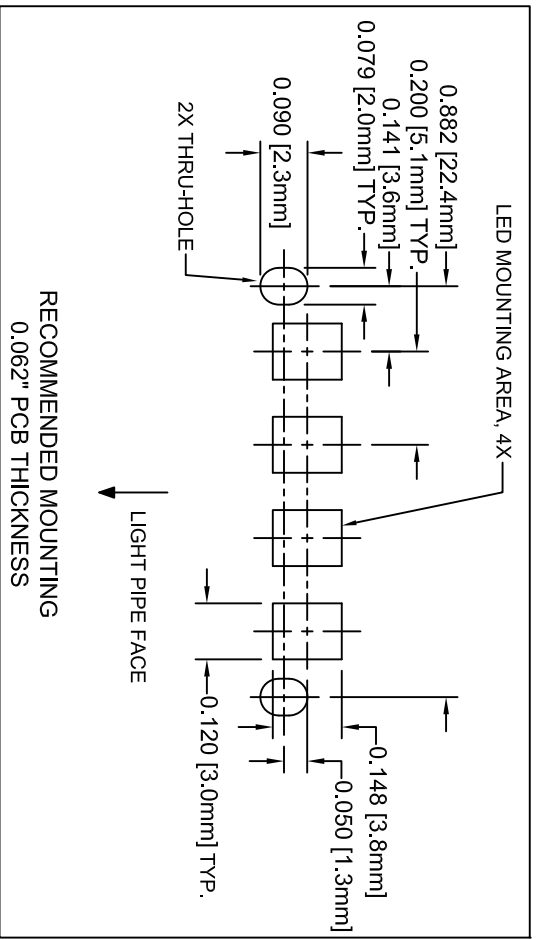 LED MOUNTING AREA, 4X
0.882 [22.4mm]
0.200 [5.1mm] TYP.
0.141 [3.6mm]
0.079 [2.0mm] TYP.
0.090 [2.3mm]
2X THRU-HOLE
0.148 [3.8mm]
0.050 [1.3mm]
0.120 [3.0mm] TYP.
LIGHT PIPE FACE
RECOMMENDED MOUNTING
0.062" PCB THICKNESS